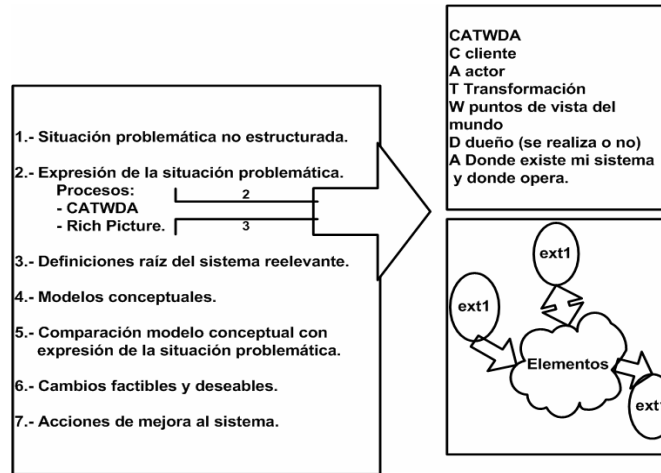 1.- Situación problemática no estructurada.
2.- Expresión de la situación problemática.
Procesos:
- CATWDA
- Rich Picture.
2
3
3.- Definiciones raíz del sistema reelevante.
4.- Modelos conceptuales.
5.- Comparación modelo conceptual con
expresión de la situación problemática.
6.- Cambios factibles y deseables.
7.- Acciones de mejora al sistema.
CATWDA
C cliente
A actor
T Transformación
W puntos de vista del
mundo
D dueño (se realiza o no)
A Donde existe mi sistema
y donde opera.
ext1
ext1
Elementos
ext1